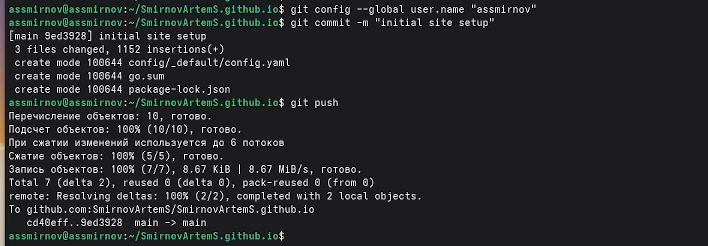 assmirnov@assmirnov:~/SmirnovArtemS.github.io$ git config --global user.name "assmirnov"
assmirnov@assmirnov:~/SmirnovArtemS.github.io$ git commit -m "initial site setup"
[main 9ed3928] initial site setup
 3 files changed, 1152 insertions(+)
 create mode 100644 config/_default/config.yaml
 create mode 100644 go.sum
 create mode 100644 package-lock.json
assmirnov@assmirnov:~/SmirnovArtemS.github.io$ git push
Перечисление объектов: 10, готово.
Подсчет объектов: 100% (10/10), готово.
При сжатии изменений используется до 6 потоков
Сжатие объектов: 100% (5/5), готово.
Запись объектов: 100% (7/7), 8.67 KiB | 8.67 MiB/s, готово.
Total 7 (delta 2), reused 0 (delta 0), pack-reused 0 (from 0)
remote: Resolving deltas: 100% (2/2), completed with 2 local objects.
To github.com:SmirnovArtemS/SmirnovArtemS.github.io
   cd40eff..9ed3928  main -> main
assmirnov@assmirnov:~/SmirnovArtemS.github.io$